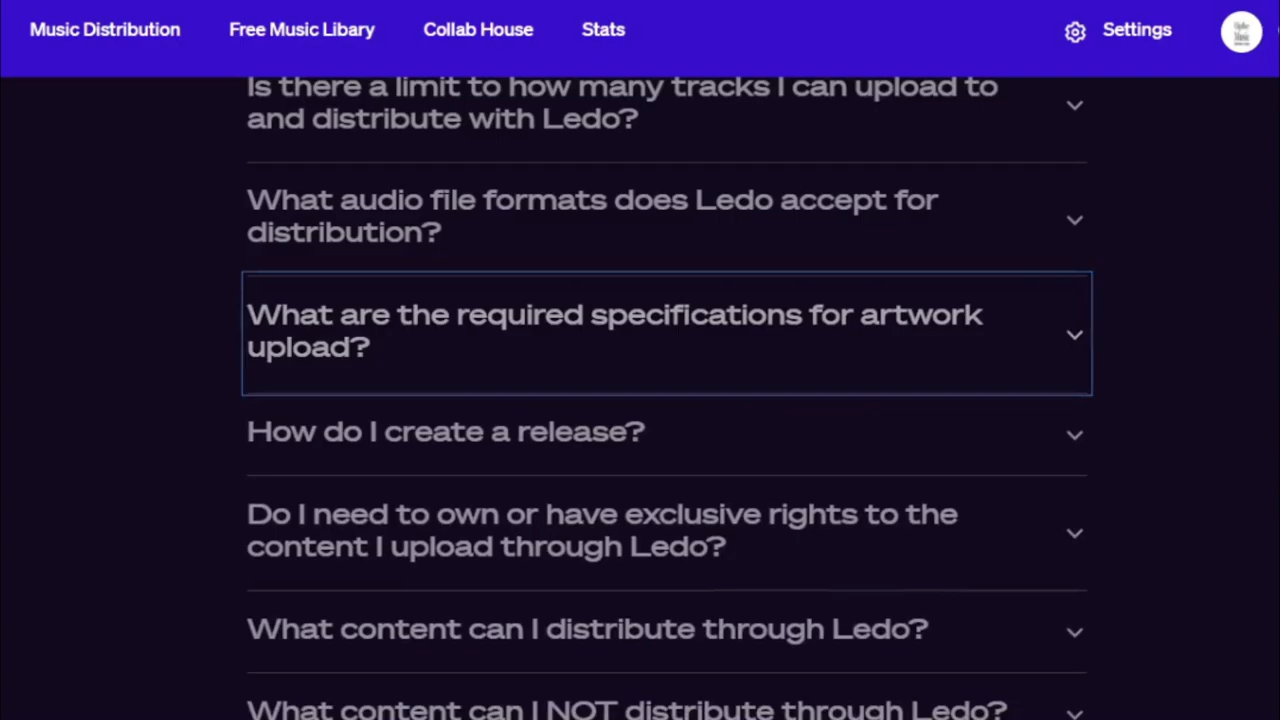 Music Distribution
Free Music Libary
Collab House
Stats
Settings
Is there a limit to how many tracks I can upload to
and distribute with Ledo?
What audio file formats does Ledo accept for
distribution?
What are the required specifications for artwork
upload?
How do I create a release?
Do I need to own or have exclusive rights to the
content I upload through Ledo?
What content can I distribute through Ledo?
What content can I NOT distribute through Ledo?